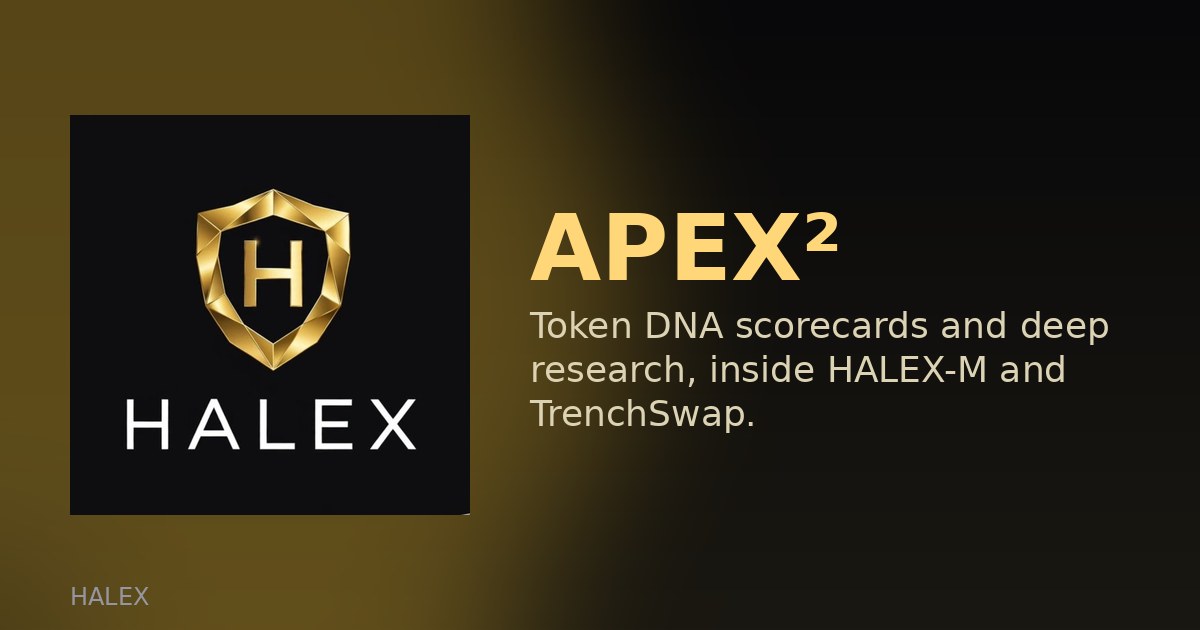 H
HALEX
APEX²
Token DNA scorecards and deep
research, inside HALEX-M and
TrenchSwap.
HALEX